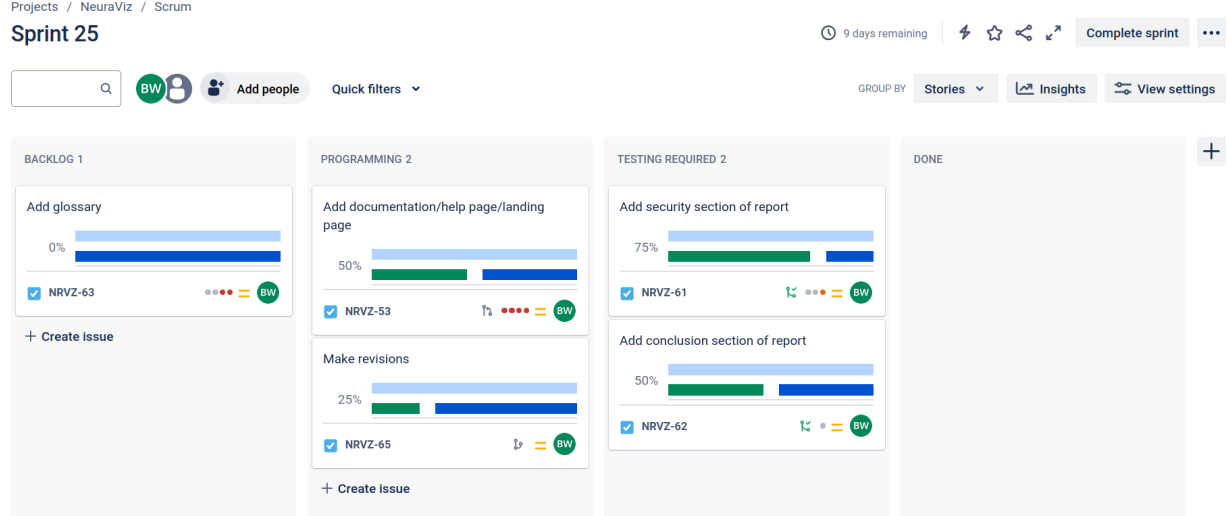 Projects / NeuraViz / Scrum
Sprint 25
9 days remaining
Complete sprint
BW
Add people
Quick filters
GROUP BY
Stories
Insights
View settings
BACKLOG 1
Add glossary
0%
NRVZ-63
BW
+ Create issue
PROGRAMMING 2
Add documentation/help page/landing
page
50%
NRVZ-53
BW
Make revisions
25%
NRVZ-65
BW
+ Create issue
TESTING REQUIRED 2
Add security section of report
75%
NRVZ-61
BW
Add conclusion section of report
50%
NRVZ-62
BW
DONE